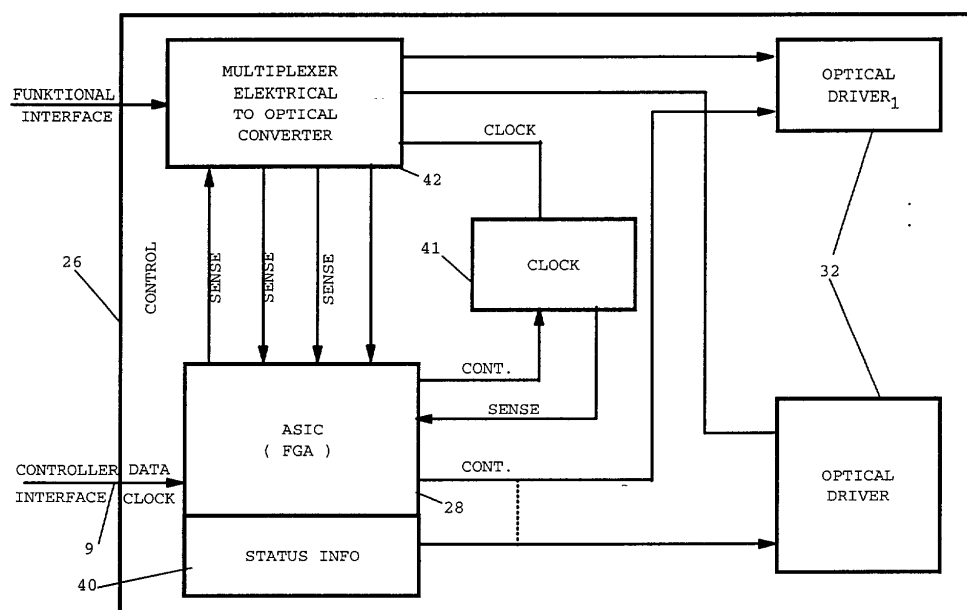 MULTIPLEXER
ELEKTRICAL
TO OPTICAL
CONVERTER
OPTICAL
DRIVER1
FUNKTIONAL
INTERFACE
CLOCK
42
41
CLOCK
26
CONTROL
SENSE
SENSE
SENSE
32
CONT.
SENSE
ASIC
( FGA )
CONT.
CONTROLLER DATA
INTERFACE CLOCK
28
OPTICAL
DRIVER
9
40
STATUS INFO